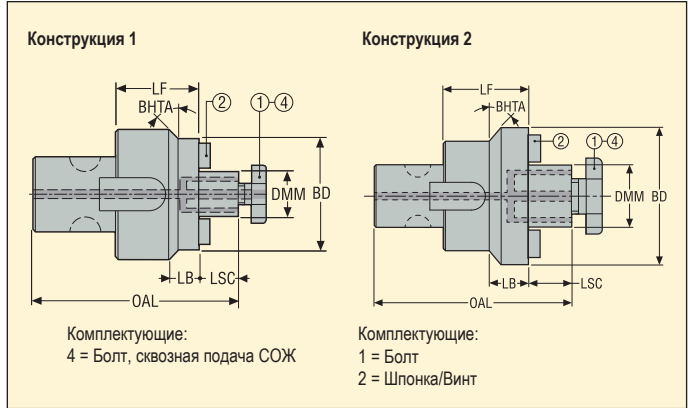 Конструкция 1
LF
BHTA
2
1-4
DMM
BD
LB
LSC
OAL
Комплектующие:
4 = Болт, сквозная подача СОЖ
Конструкция 2
LF
BHTA
2
1-4
DMM
BD
LB
LSC
OAL
Комплектующие:
1 = Болт
2 = Шпонка/Винт